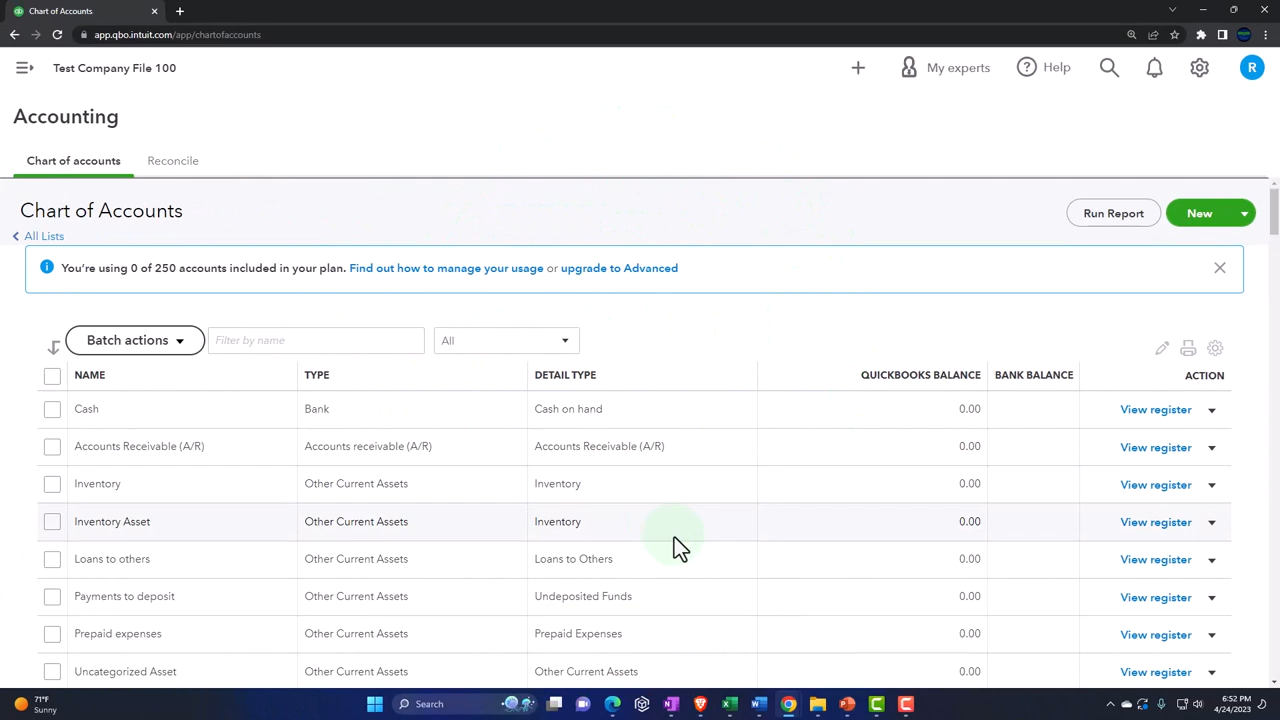 Chart of Accounts
app.qbo.intuit.com/app/chartofaccounts
Test Company File 100
My experts
Help
R
Accounting
Chart of accounts
Reconcile
Chart of Accounts
Run Report
New
All Lists
You're using 0 of 250 accounts included in your plan. Find out how to manage your usage or upgrade to Advanced
Batch actions
Filter by name
All
NAME TYPE DETAIL TYPE QUICKBOOKS BALANCE BANK BALANCE ACTION
Cash Bank Cash on hand 0.00 View register
Accounts Receivable (A/R) Accounts receivable (A/R) Accounts Receivable (A/R) 0.00 View register
Inventory Other Current Assets Inventory 0.00 View register
Inventory Asset Other Current Assets Inventory 0.00 View register
Loans to others Other Current Assets Loans to Others 0.00 View register
Payments to deposit Other Current Assets Undeposited Funds 0.00 View register
Prepaid expenses Other Current Assets Prepaid Expenses 0.00 View register
Uncategorized Asset Other Current Assets Other Current Assets 0.00 View register
71°F
Sunny
Search
6:52 PM
4/24/2023